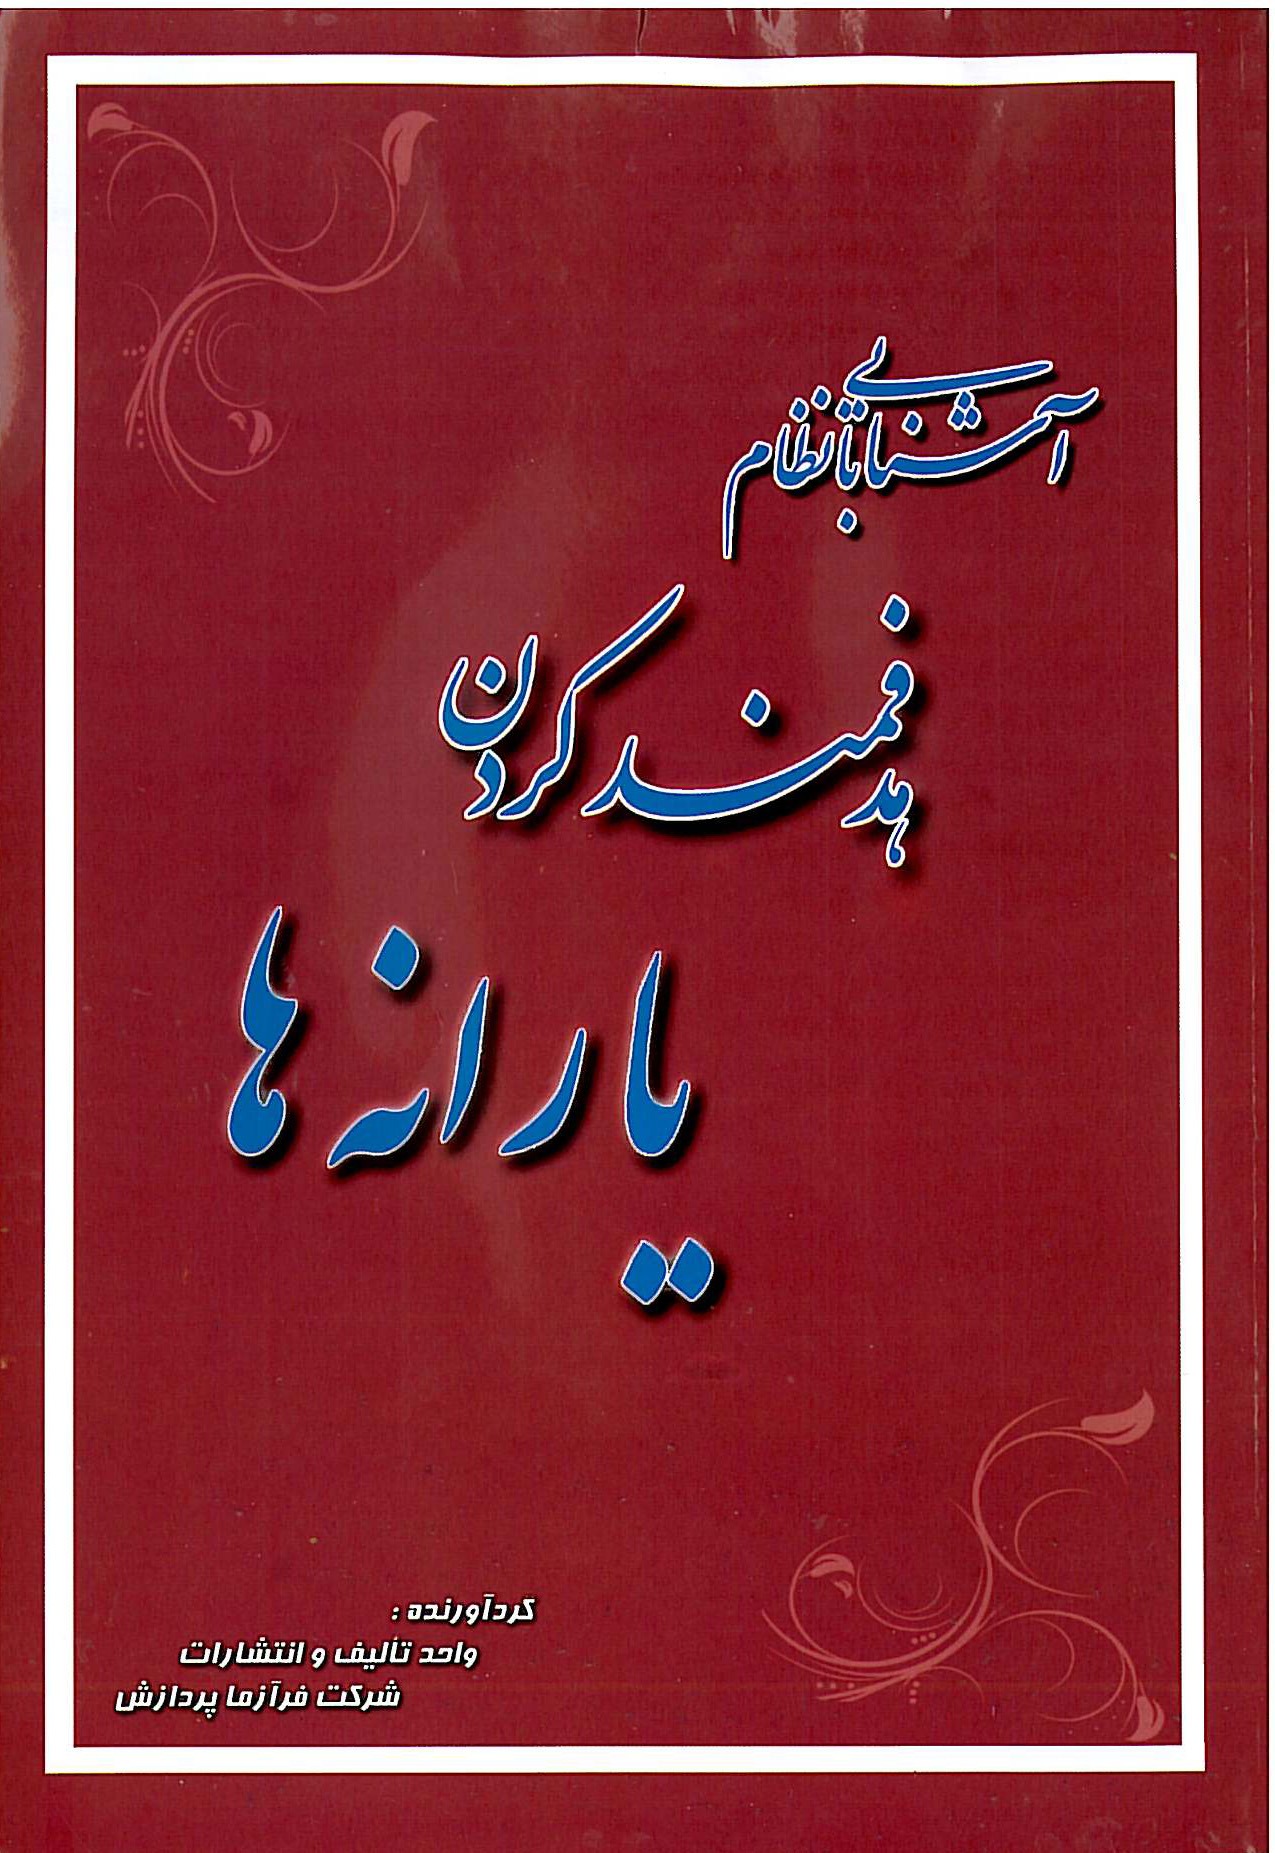 آشنایی با نظام
هدفمند کردن
یارانه ها
گردآورنده :
واحد تألیف و انتشارات
شرکت فرآزما پردازش